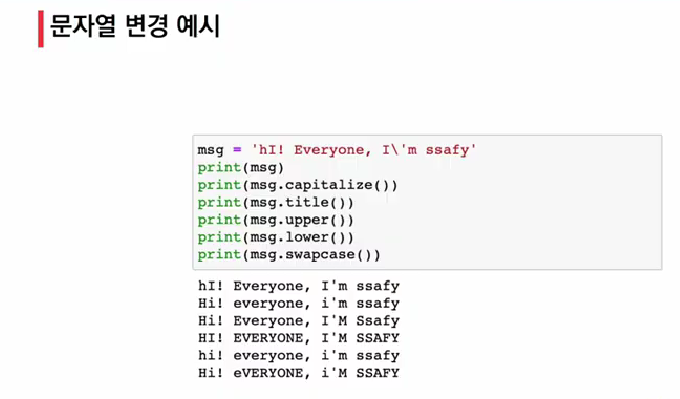 문자열 변경 예시
msg = 'hI! Everyone, I\'m ssafy'
print(msg)
print(msg.capitalize())
print(msg.title())
print(msg.upper())
print(msg.lower())
print(msg.swapcase())
hI! Everyone, I'm ssafy
Hi! everyone, i'm ssafy
Hi! Everyone, I'M Ssafy
HI! EVERYONE, I'M SSAFY
hi! everyone, i'm ssafy
Hi! eVERYONE, i'M SSAFY